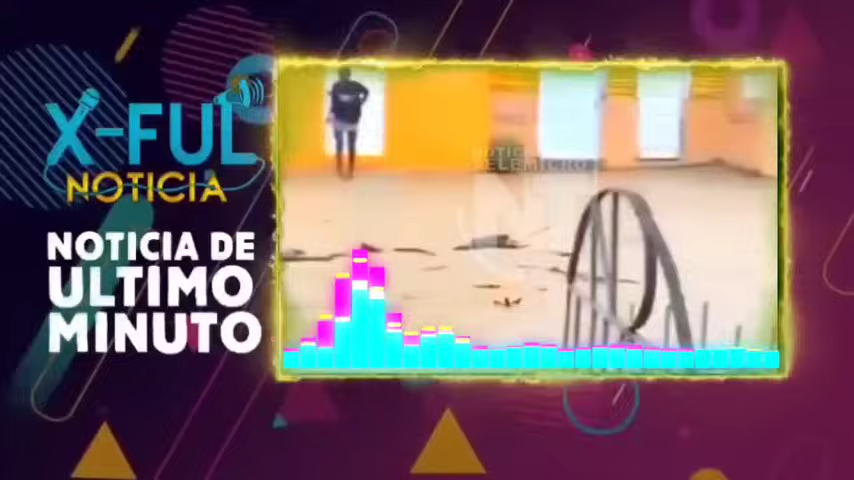 X-FUL
NOTICIA
NOTICIA DE
ULTIMO
MINUTO